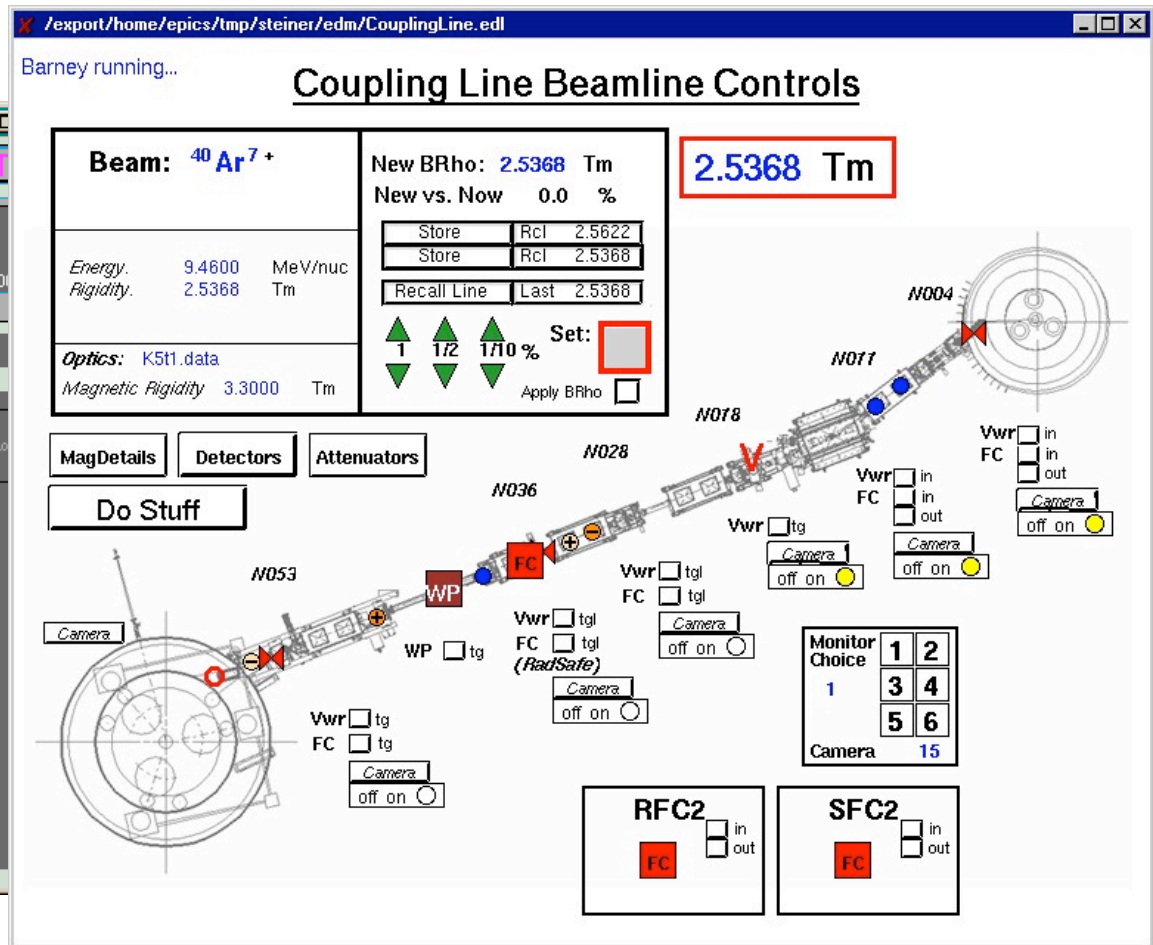 /export/home/epics/tmp/steiner/edm/CouplingLine.edl
Barney running...
Coupling Line Beamline Controls
Beam: 40Ar7+
Energy. 9.4600 MeV/nuc
Rigidity. 2.5368 Tm
Optics: K5t1.data
Magnetic Rigidity 3.3000 Tm
New BRho: 2.5368 Tm
New vs. Now 0.0 %
Store Rcl 2.5622
Store Rcl 2.5368
Recall Line Last 2.5368
1 1/2 1/10 % Set:
Apply BRho
2.5368 Tm
MagDetails Detectors Attenuators
Do Stuff
N004
N011
N018
N028
N036
N053
V
FC
WP
Vwr in
FC in
out
Camera
off on
Vwr in
FC in
out
Camera
off on
Vwr tg
Camera
off on
Vwr tgl
FC tgl
Camera
off on
Vwr tgl
FC tgl
(RadSafe)
Camera
off on
WP tg
Camera
Vwr tg
FC tg
Camera
off on
Monitor
Choice
1
1 2
3 4
5 6
Camera 15
RFC2
in
out
FC
SFC2
in
out
FC